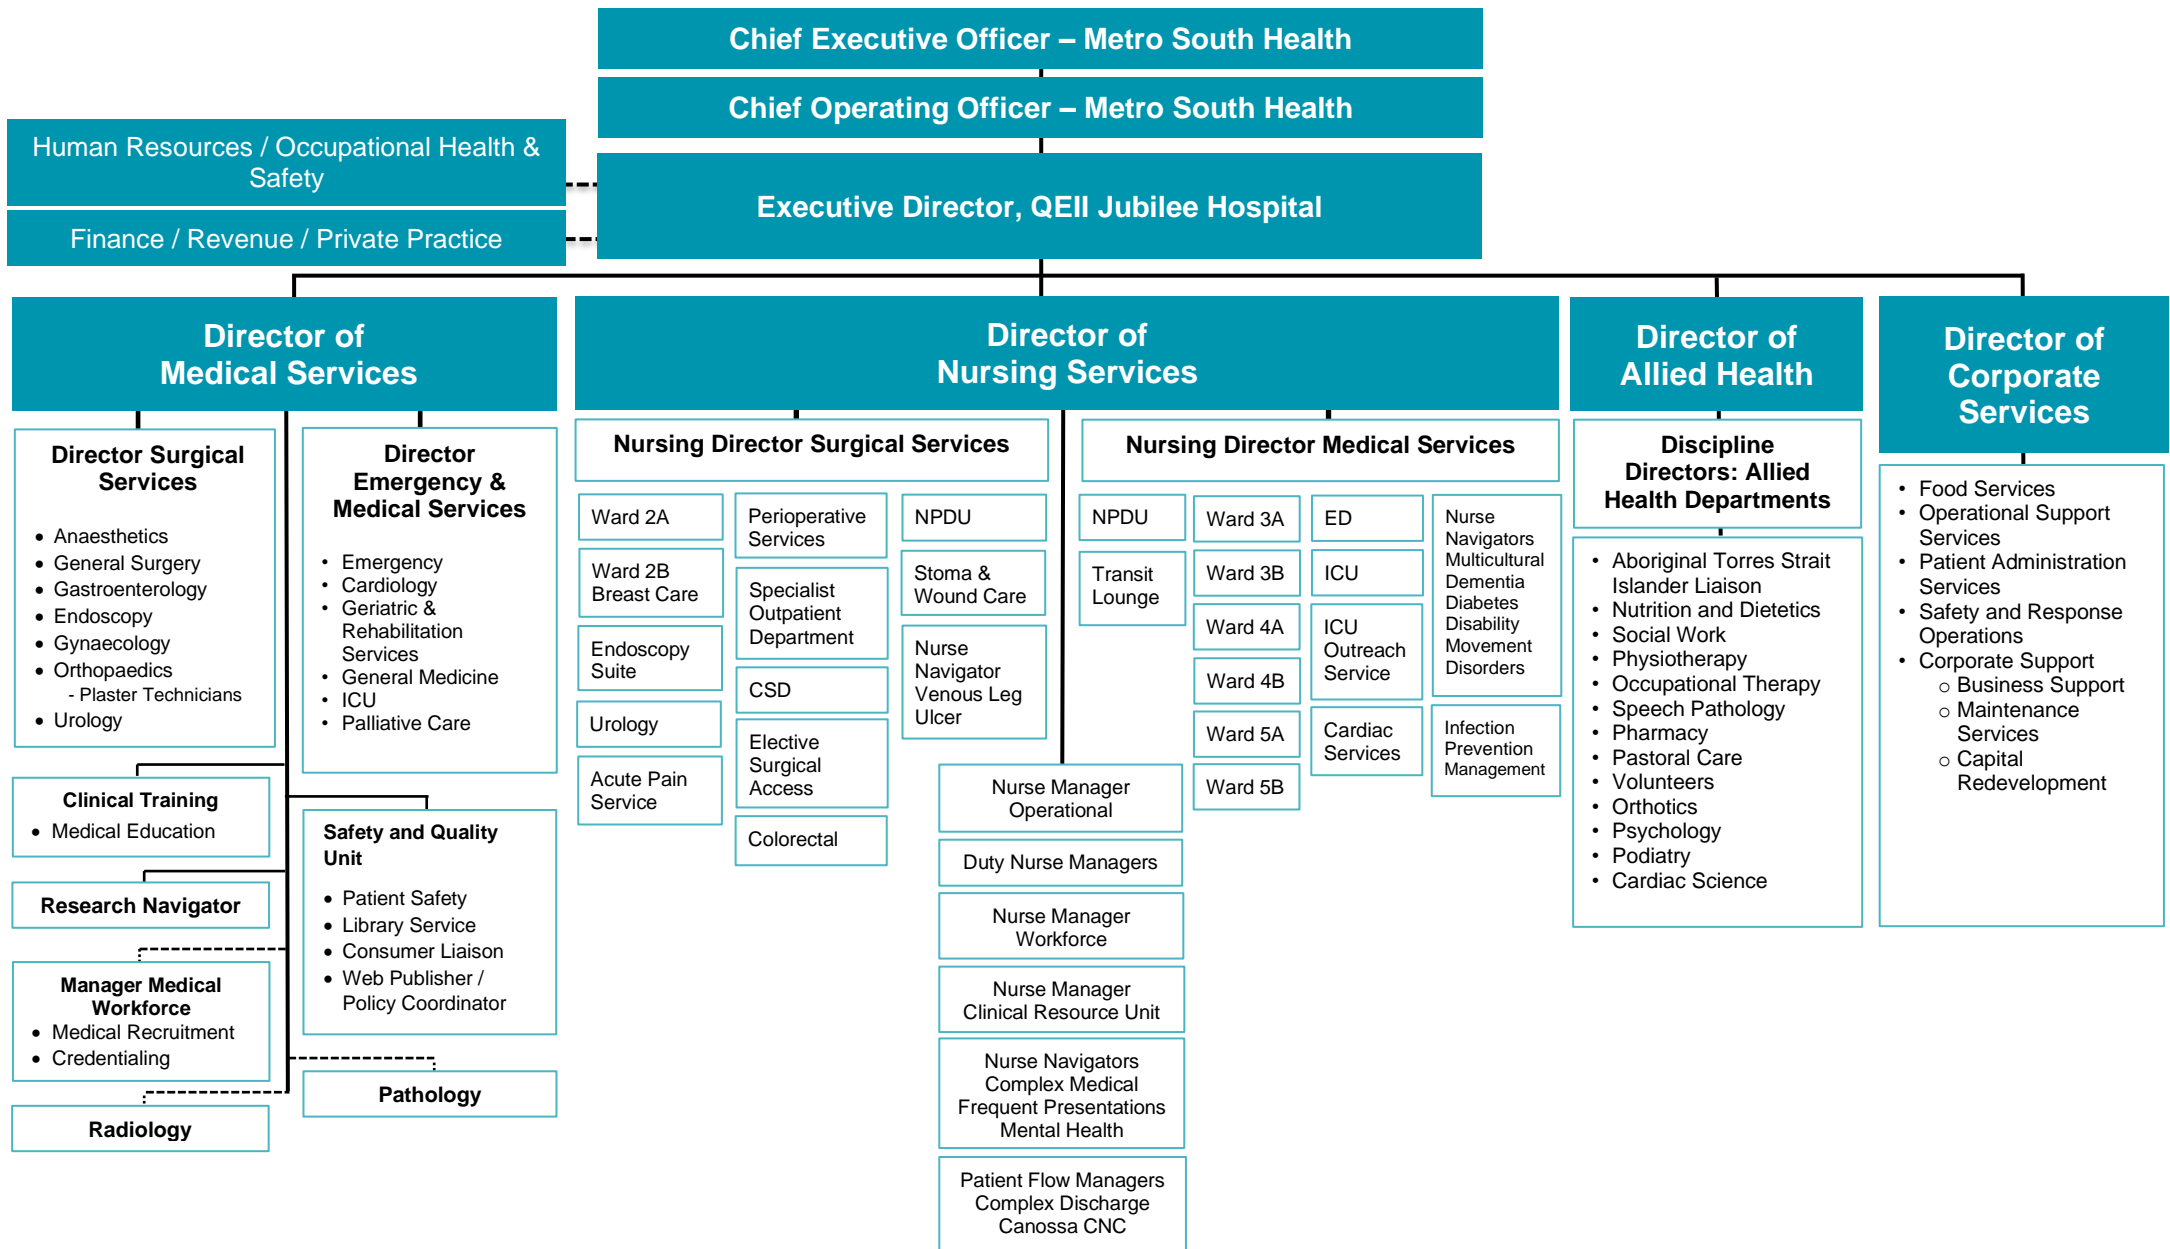 Chief Executive Officer – Metro South Health
Chief Operating Officer – Metro South Health
Human Resources / Occupational Health &
Safety
Finance / Revenue / Private Practice
Executive Director, QEII Jubilee Hospital
Director of
Medical Services
Director Surgical
Services
• Anaesthetics
• General Surgery
• Gastroenterology
• Endoscopy
• Gynaecology
• Orthopaedics
- Plaster Technicians
• Urology
Director
Emergency &
Medical Services
• Emergency
• Cardiology
• Geriatric &
Rehabilitation
Services
• General Medicine
• ICU
• Palliative Care
Clinical Training
• Medical Education
Research Navigator
Manager Medical
Workforce
• Medical Recruitment
• Credentialing
Radiology
Safety and Quality
Unit
• Patient Safety
• Library Service
• Consumer Liaison
• Web Publisher /
Policy Coordinator
Pathology
Director of
Nursing Services
Nursing Director Surgical Services
Ward 2A
Ward 2B
Breast Care
Endoscopy
Suite
Urology
Acute Pain
Service
Perioperative
Services
Specialist
Outpatient
Department
CSD
Elective
Surgical
Access
Colorectal
NPDU
Stoma &
Wound Care
Nurse
Navigator
Venous Leg
Ulcer
Nurse Manager
Operational
Duty Nurse Managers
Nurse Manager
Workforce
Nurse Manager
Clinical Resource Unit
Nurse Navigators
Complex Medical
Frequent Presentations
Mental Health
Patient Flow Managers
Complex Discharge
Canossa CNC
Nursing Director Medical Services
NPDU
Transit
Lounge
Ward 3A
Ward 3B
Ward 4A
Ward 4B
Ward 5A
Ward 5B
ED
ICU
ICU
Outreach
Service
Cardiac
Services
Nurse
Navigators
Multicultural
Dementia
Diabetes
Disability
Movement
Disorders
Infection
Prevention
Management
Director of
Allied Health
Discipline
Directors: Allied
Health Departments
• Aboriginal Torres Strait
Islander Liaison
• Nutrition and Dietetics
• Social Work
• Physiotherapy
• Occupational Therapy
• Speech Pathology
• Pharmacy
• Pastoral Care
• Volunteers
• Orthotics
• Psychology
• Podiatry
• Cardiac Science
Director of
Corporate
Services
• Food Services
• Operational Support
Services
• Patient Administration
Services
• Safety and Response
Operations
• Corporate Support
o Business Support
o Maintenance
Services
o Capital
Redevelopment